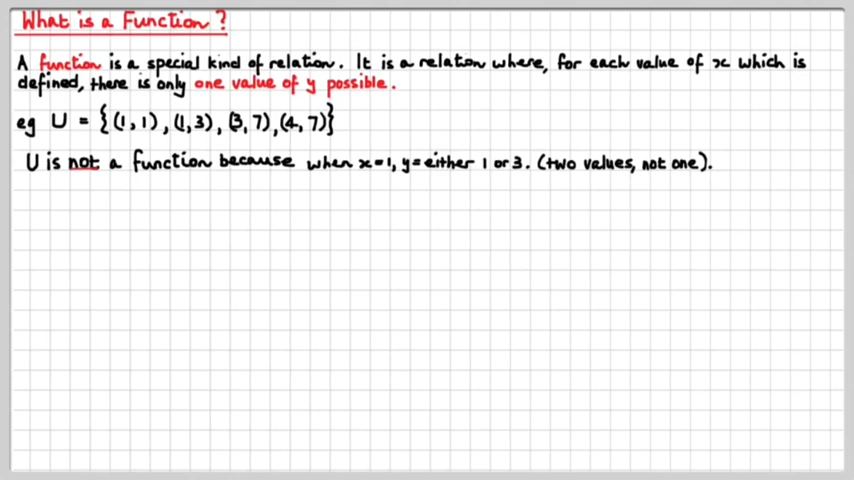 What is a Function?
A function is a special kind of relation. It is a relation where, for each value of x which is
defined, there is only one value of y possible.
eg U = {(1,1), (1,3), (3,7), (4,7)}
U is not a function because when x=1, y= either 1 or 3. (two values, not one).